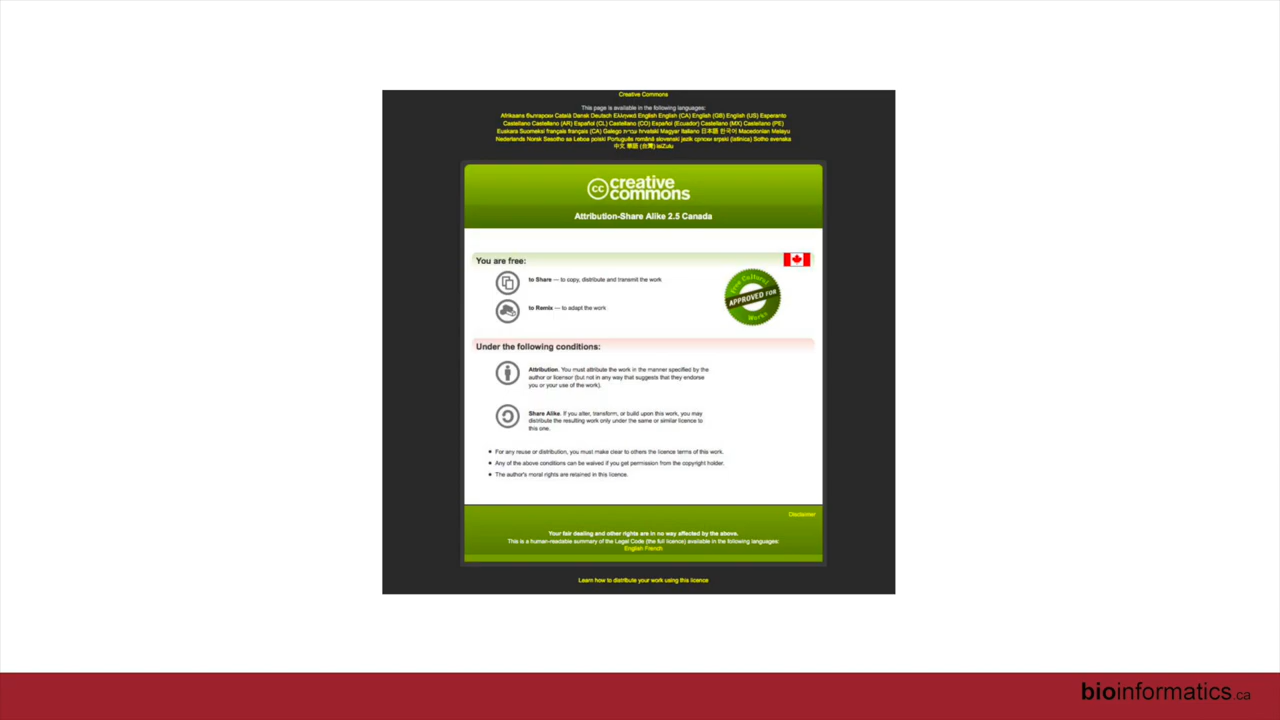 Creative Commons
This page is available in the following languages:
Afrikaans български Català Dansk Deutsch Ελληνικά English English (CA) English (GB) English (US) Esperanto
Castellano Castellano (AR) Español (CL) Castellano (CO) Español (Ecuador) Castellano (MX) Castellano (PE)
Euskara Suomeksi français français (CA) Galego עברית hrvatski Magyar Italiano 日本語 한국어 Macedonian Melayu
Nederlands Norsk Sesotho sa Leboa polski Português română slovenski jezik српски srpski (latinica) Sotho svenska
中文 華語 (台灣) isiZulu
creative
commons
Attribution-Share Alike 2.5 Canada
You are free:
to Share — to copy, distribute and transmit the work
to Remix — to adapt the work
Free Cultural
APPROVED FOR
Works
Under the following conditions:
Attribution. You must attribute the work in the manner specified by the
author or licensor (but not in any way that suggests that they endorse
you or your use of the work).
Share Alike. If you alter, transform, or build upon this work, you may
distribute the resulting work only under the same or similar licence to
this one.
For any reuse or distribution, you must make clear to others the licence terms of this work.
Any of the above conditions can be waived if you get permission from the copyright holder.
The author's moral rights are retained in this licence.
Disclaimer
Your fair dealing and other rights are in no way affected by the above.
This is a human-readable summary of the Legal Code (the full licence) available in the following languages:
English French
Learn how to distribute your work using this licence
bioinformatics.ca